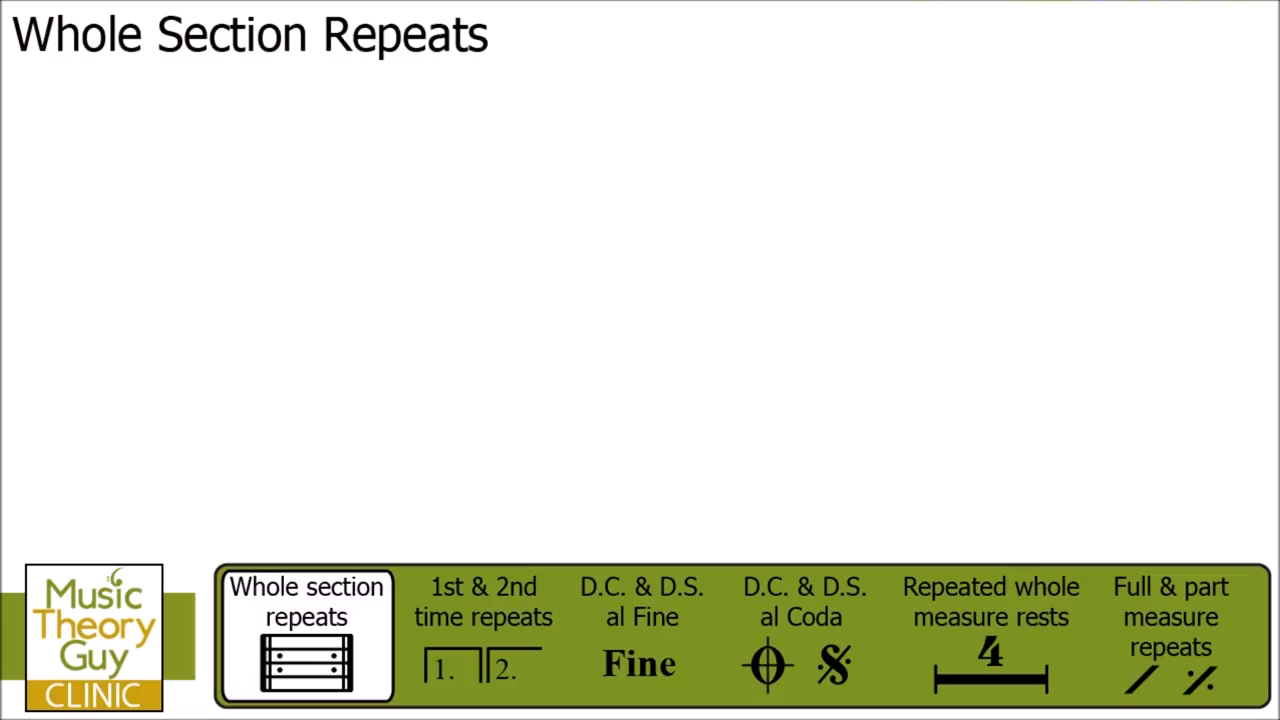 Whole Section Repeats
Whole section
repeats
1st & 2nd
time repeats
1.
2.
D.C. & D.S.
al Fine
Fine
D.C. & D.S.
al Coda
Repeated whole
measure rests
4
Full & part
measure
repeats
Music
Theory
Guy
CLINIC